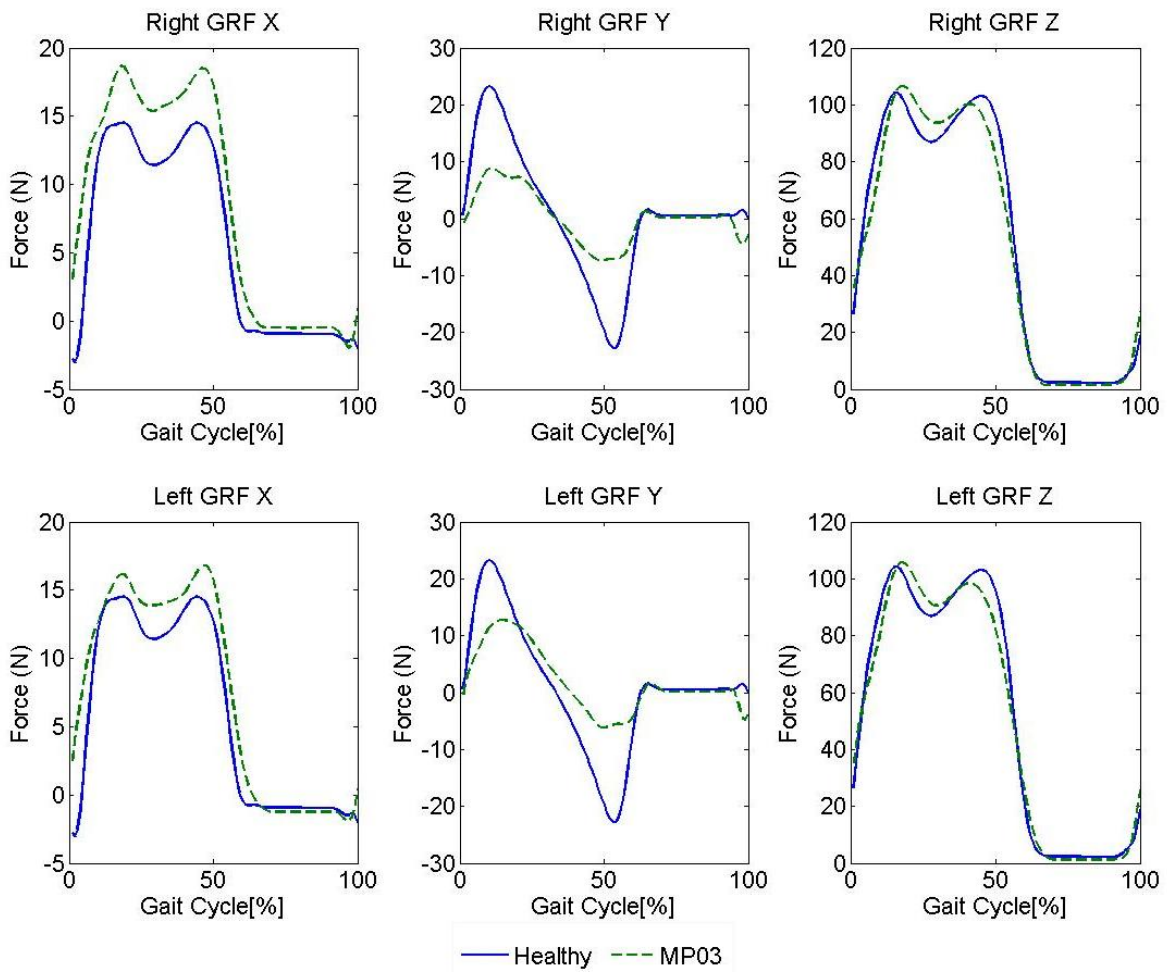 Right GRF X
Right GRF Y
Right GRF Z
20
15
10
5
0
-5
Force (N)
0
50
100
Gait Cycle[%]
30
20
10
0
-10
-20
-30
Force (N)
0
50
100
Gait Cycle[%]
120
100
80
60
40
20
0
Force (N)
0
50
100
Gait Cycle[%]
Left GRF X
Left GRF Y
Left GRF Z
20
15
10
5
0
-5
Force (N)
0
50
100
Gait Cycle[%]
30
20
10
0
-10
-20
-30
Force (N)
0
50
100
Gait Cycle[%]
120
100
80
60
40
20
0
Force (N)
0
50
100
Gait Cycle[%]
Healthy
MP03